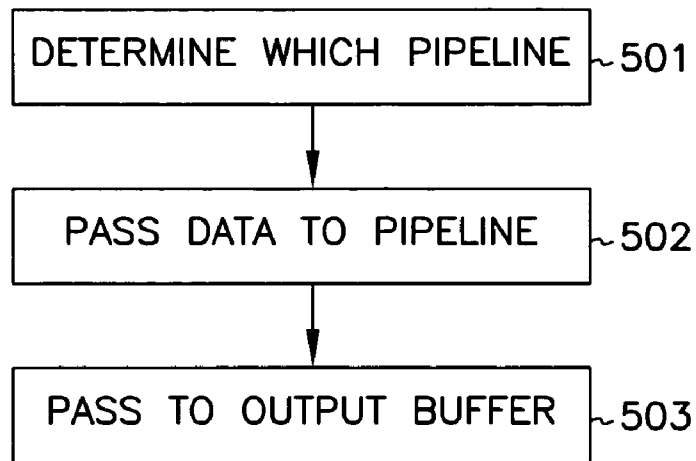 DETERMINE WHICH PIPELINE 501
PASS DATA TO PIPELINE 502
PASS TO OUTPUT BUFFER 503